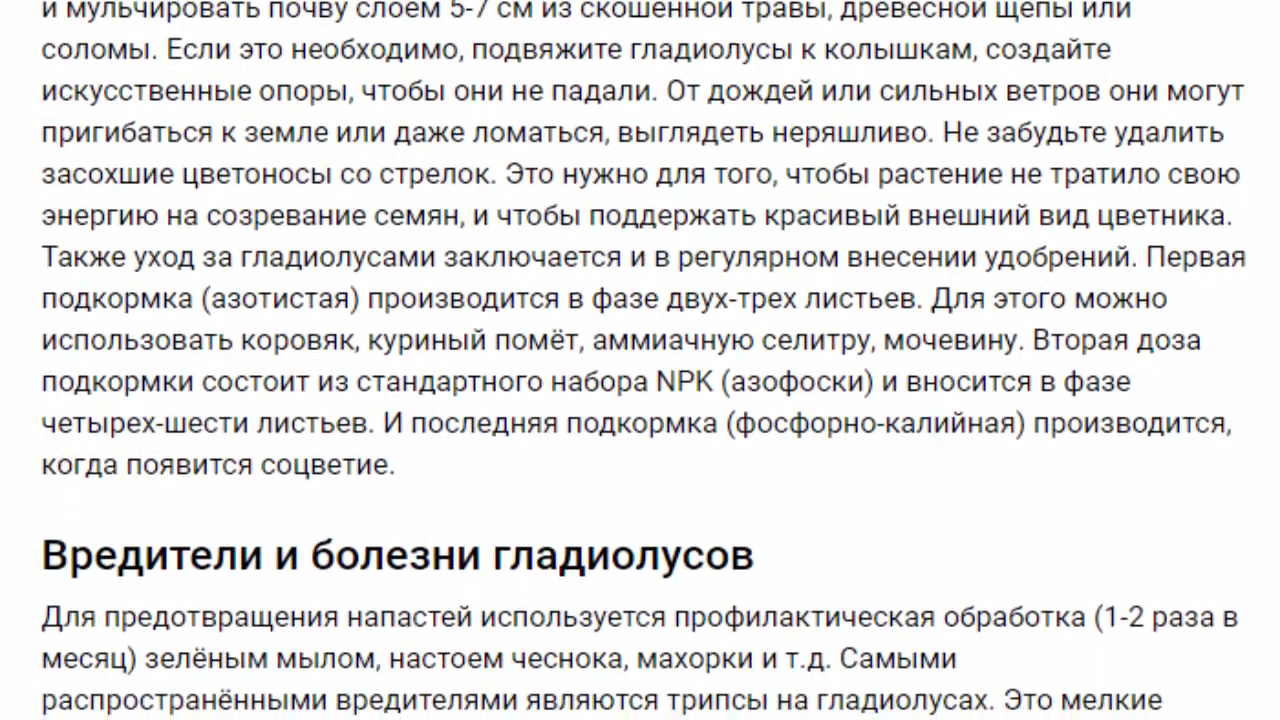 и мульчировать почву слоем 5-7 см из скошенной травы, древесной щепы или
соломы. Если это необходимо, подвяжите гладиолусы к колышкам, создайте
искусственные опоры, чтобы они не падали. От дождей или сильных ветров они могут
пригибаться к земле или даже ломаться, выглядеть неряшливо. Не забудьте удалить
засохшие цветоносы со стрелок. Это нужно для того, чтобы растение не тратило свою
энергию на созревание семян, и чтобы поддержать красивый внешний вид цветника.
Также уход за гладиолусами заключается и в регулярном внесении удобрений. Первая
подкормка (азотистая) производится в фазе двух-трех листьев. Для этого можно
использовать коровяк, куриный помёт, аммиачную селитру, мочевину. Вторая доза
подкормки состоит из стандартного набора NPK (азофоски) и вносится в фазе
четырех-шести листьев. И последняя подкормка (фосфорно-калийная) производится,
когда появится соцветие.
Вредители и болезни гладиолусов
Для предотвращения напастей используется профилактическая обработка (1-2 раза в
месяц) зелёным мылом, настоем чеснока, махорки и т.д. Самыми
распространёнными вредителями являются трипсы на гладиолусах. Это мелкие